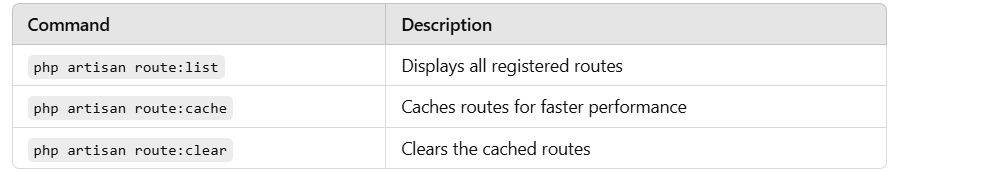 Command Description
php artisan route:list Displays all registered routes
php artisan route:cache Caches routes for faster performance
php artisan route:clear Clears the cached routes